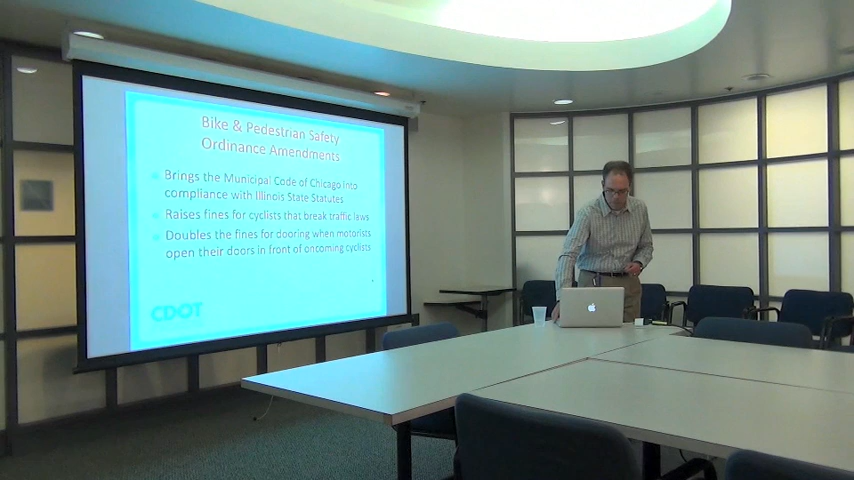 Bike & Pedestrian Safety
Ordinance Amendments
Brings the Municipal Code of Chicago into
compliance with Illinois State Statutes
Raises fines for cyclists that break traffic laws
Doubles the fines for dooring when motorists
open their doors in front of oncoming cyclists
CDOT